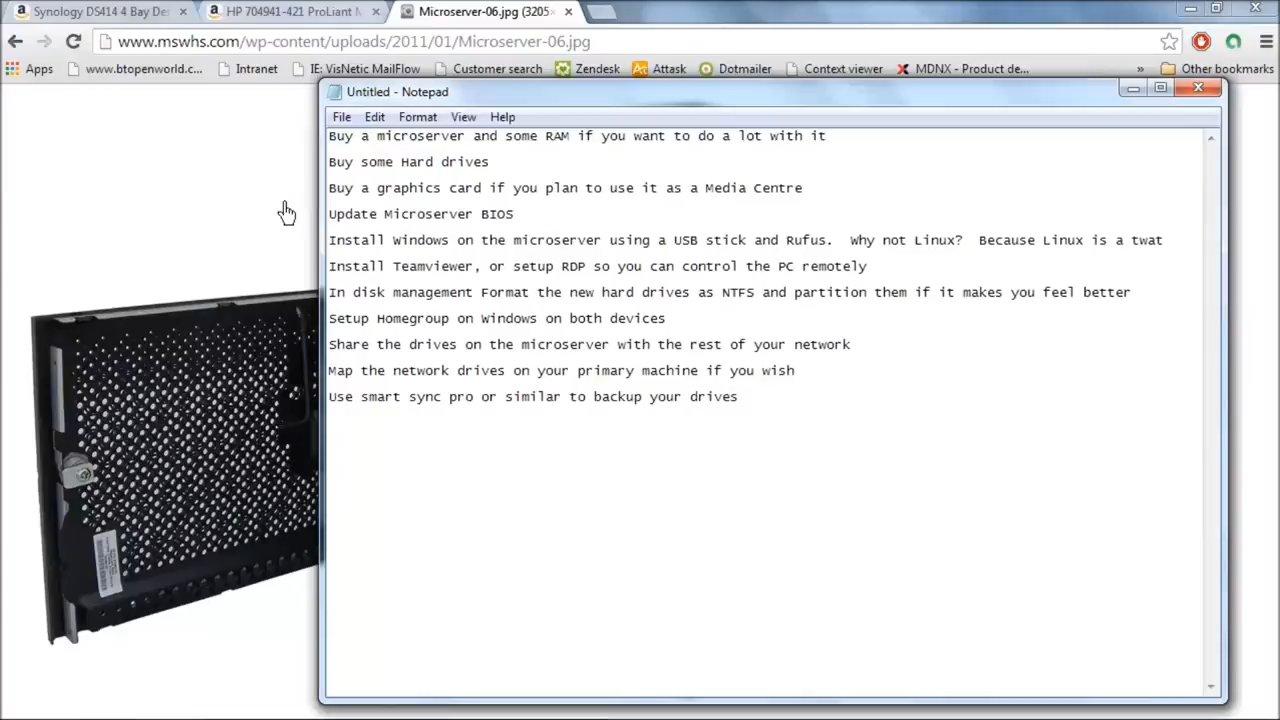 Synology DS414 4 Bay De
HP 704941-421 ProLiant M
Microserver-06.jpg (3205
www.mswhs.com/wp-content/uploads/2011/01/Microserver-06.jpg
Apps
www.btopenworld.c...
Intranet
IE: VisNetic MailFlow
Customer search
Zendesk
Attask
Dotmailer
Context viewer
MDNX - Product de...
»
Other bookmarks
Untitled - Notepad
File Edit Format View Help
Buy a microserver and some RAM if you want to do a lot with it
Buy some Hard drives
Buy a graphics card if you plan to use it as a Media Centre
Update Microserver BIOS
Install Windows on the microserver using a USB stick and Rufus.  Why not Linux?  Because Linux is a twat
Install Teamviewer, or setup RDP so you can control the PC remotely
In disk management Format the new hard drives as NTFS and partition them if it makes you feel better
Setup Homegroup on Windows on both devices
Share the drives on the microserver with the rest of your network
Map the network drives on your primary machine if you wish
Use smart sync pro or similar to backup your drives